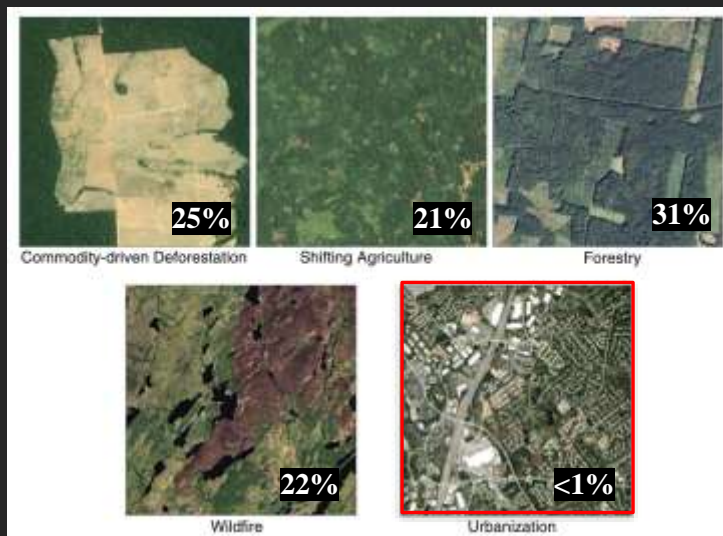 25%
21%
31%
Commodity-driven Deforestation
Shifting Agriculture
Forestry
22%
<1%
Wildfire
Urbanization